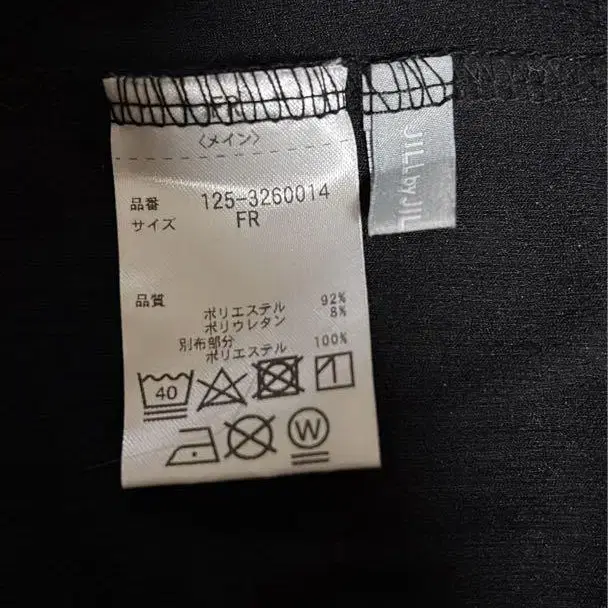 FR
〈メイン〉
品番 125-3260014
サイズ FR
品質
ポリエステル 92%
ポリウレタン 8%
別布部分
ポリエステル 100%
40
W
JILL by JIL